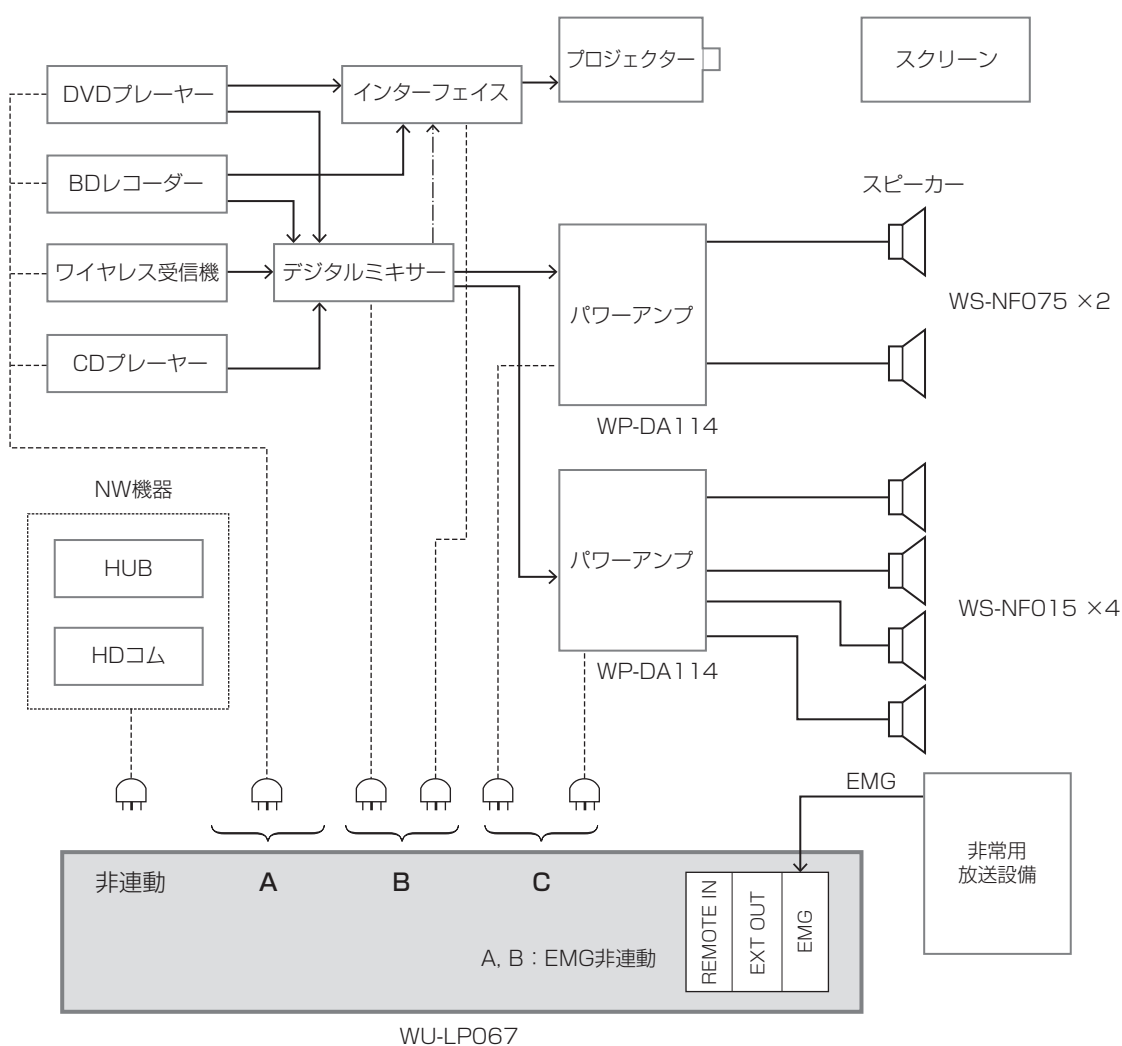 DVDプレーヤー
インターフェイス
プロジェクター
スクリーン
BDレコーダー
スピーカー
ワイヤレス受信機
デジタルミキサー
パワーアンプ
WS-NF075 ×2
CDプレーヤー
WP-DA114
NW機器
HUB
HDコム
パワーアンプ
WS-NF015 ×4
WP-DA114
EMG
非常用
放送設備
非連動
A
B
C
REMOTE IN
EXT OUT
EMG
A, B：EMG非連動
WU-LP067